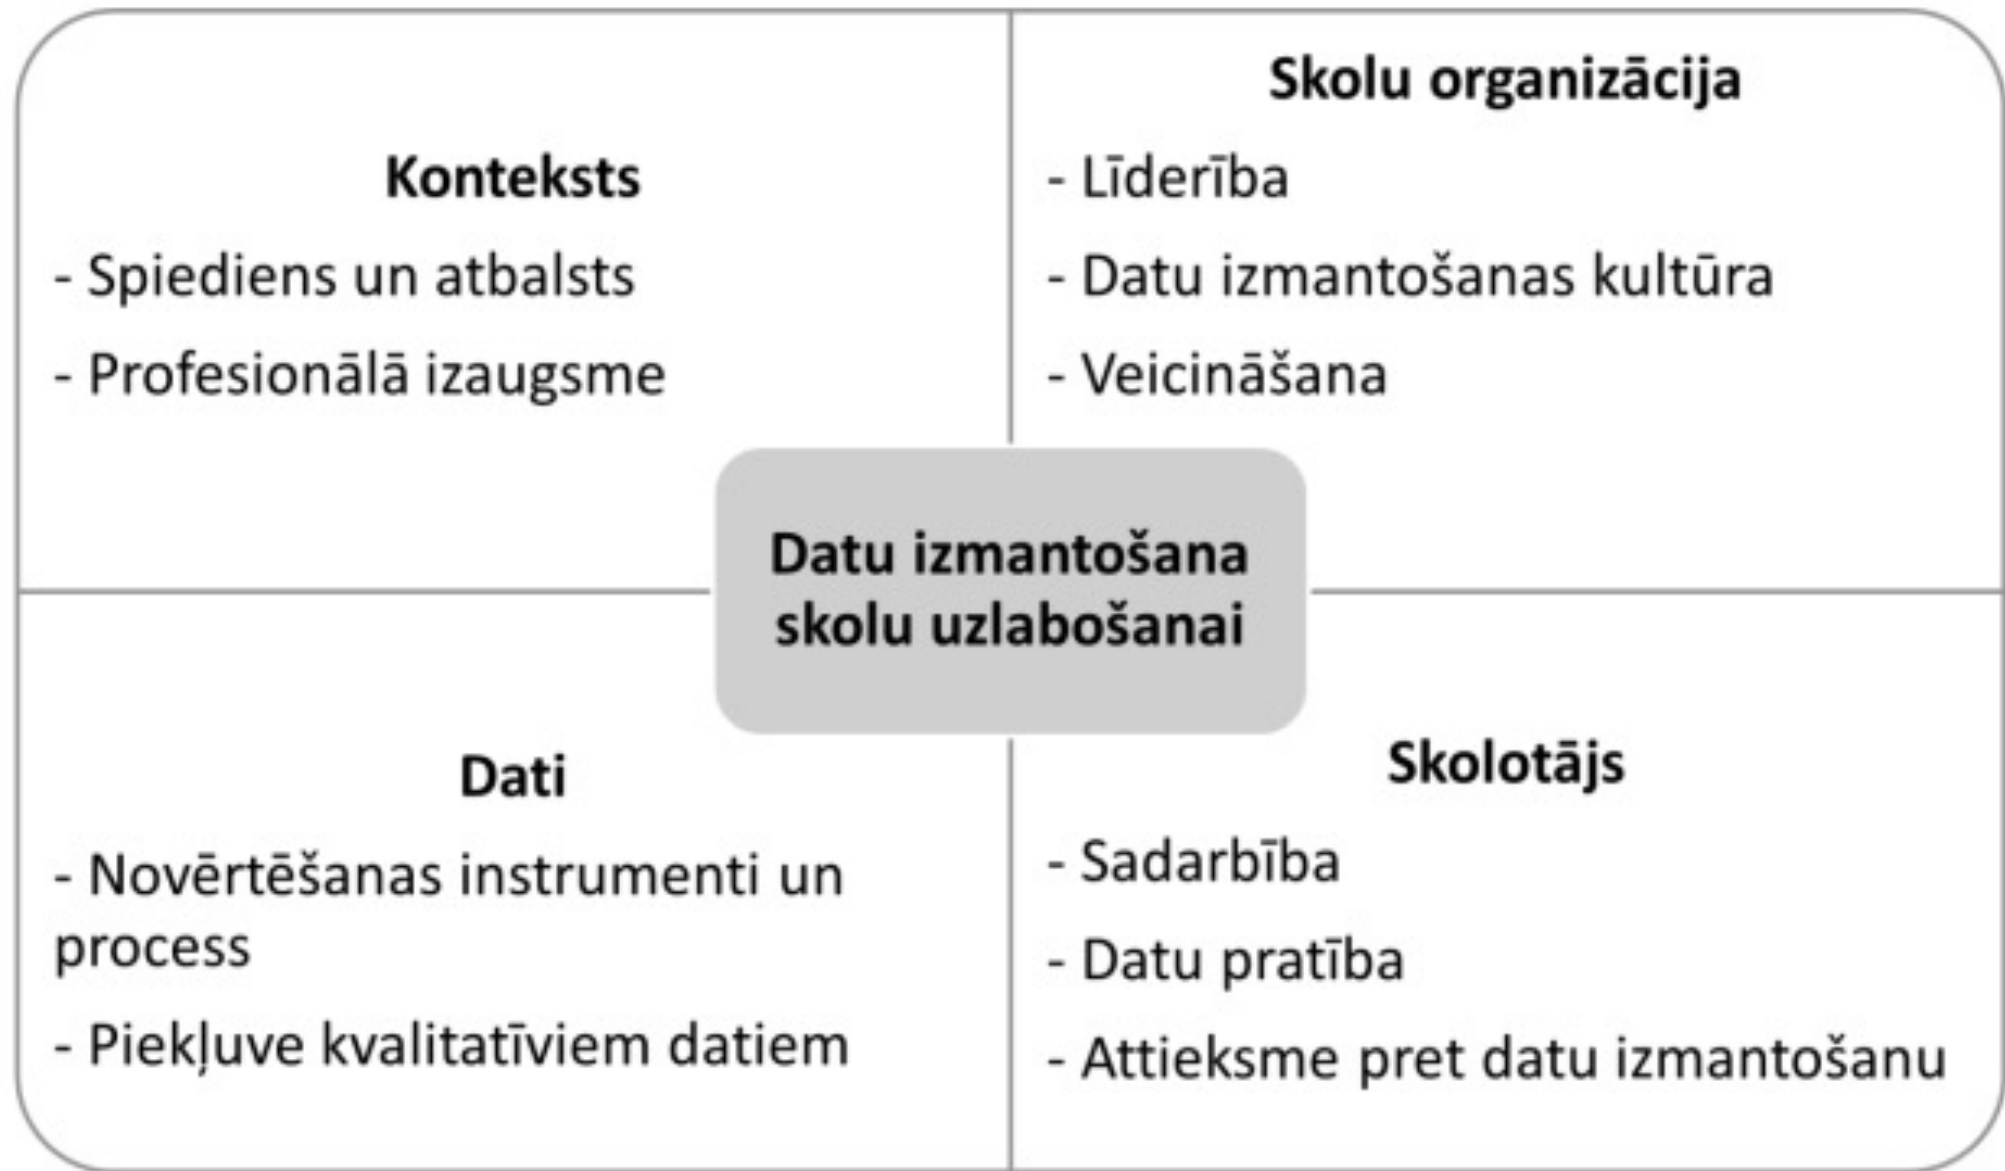 Konteksts
- Spiediens un atbalsts
- Profesionālā izaugsme
Skolu organizācija
- Līderība
- Datu izmantošanas kultūra
- Veicināšana
Datu izmantošana
skolu uzlabošanai
Dati
- Novērtēšanas instrumenti un
process
- Piekļuve kvalitatīviem datiem
Skolotājs
- Sadarbība
- Datu pratība
- Attieksme pret datu izmantošanu